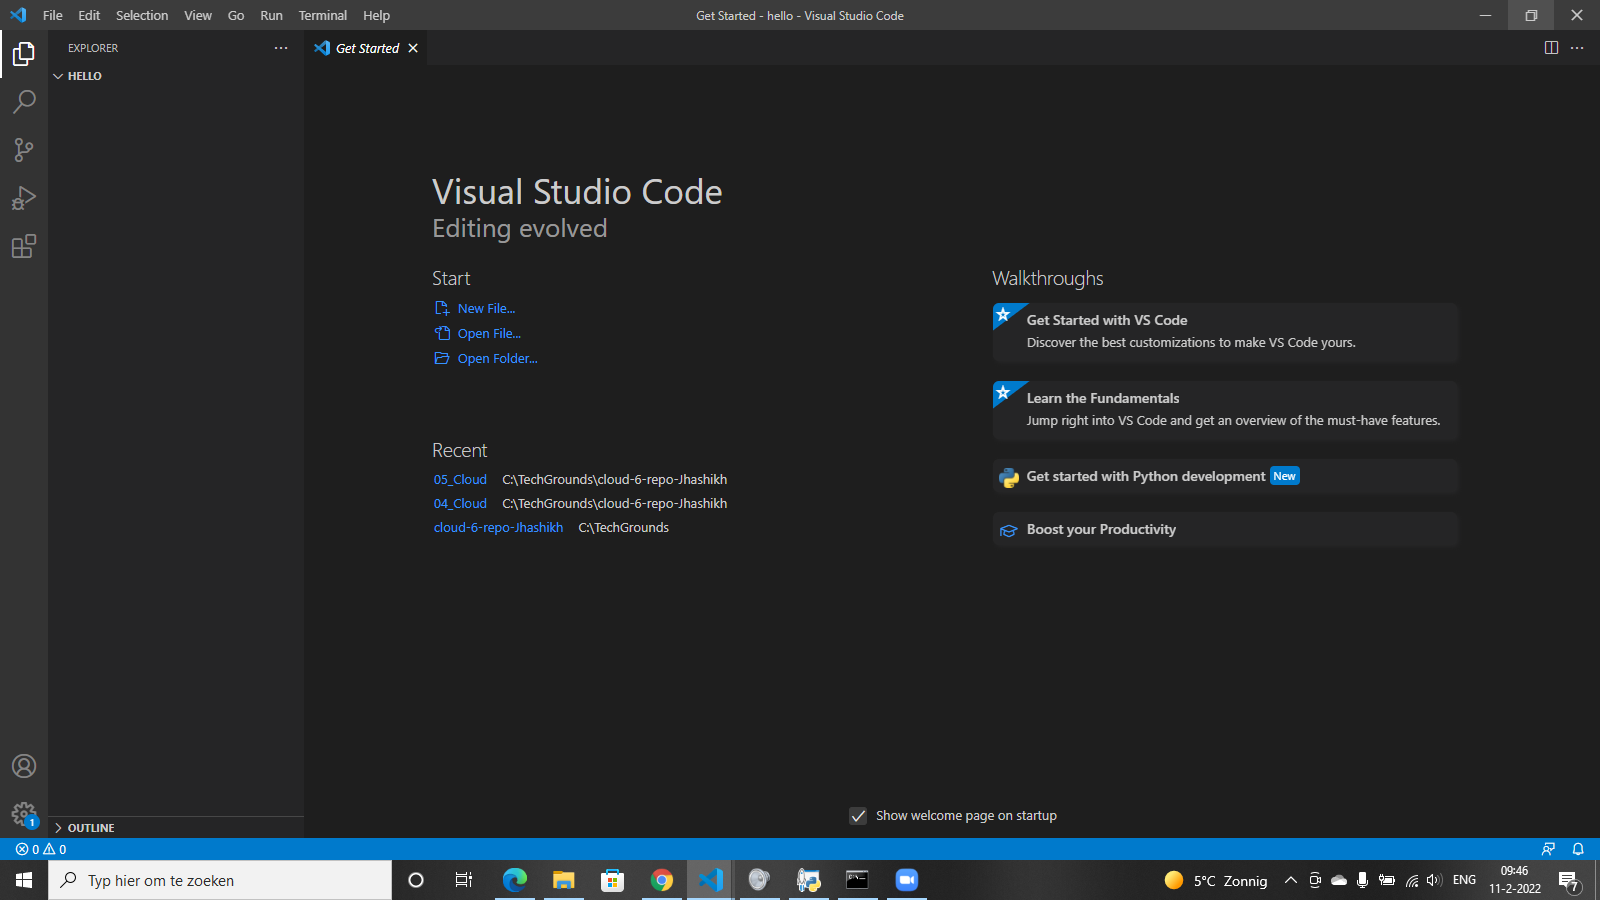 File Edit Selection View Go Run Terminal Help
Get Started - hello - Visual Studio Code
EXPLORER
Get Started
HELLO
Visual Studio Code
Editing evolved
Start
New File...
Open File...
Open Folder...
Recent
05_Cloud C:\TechGrounds\cloud-6-repo-Jhashikh
04_Cloud C:\TechGrounds\cloud-6-repo-Jhashikh
cloud-6-repo-Jhashikh C:\TechGrounds
Walkthroughs
Get Started with VS Code
Discover the best customizations to make VS Code yours.
Learn the Fundamentals
Jump right into VS Code and get an overview of the must-have features.
Get started with Python development New
Boost your Productivity
Show welcome page on startup
1
OUTLINE
0 0
Typ hier om te zoeken
5°C Zonnig
ENG
09:46
11-2-2022
7